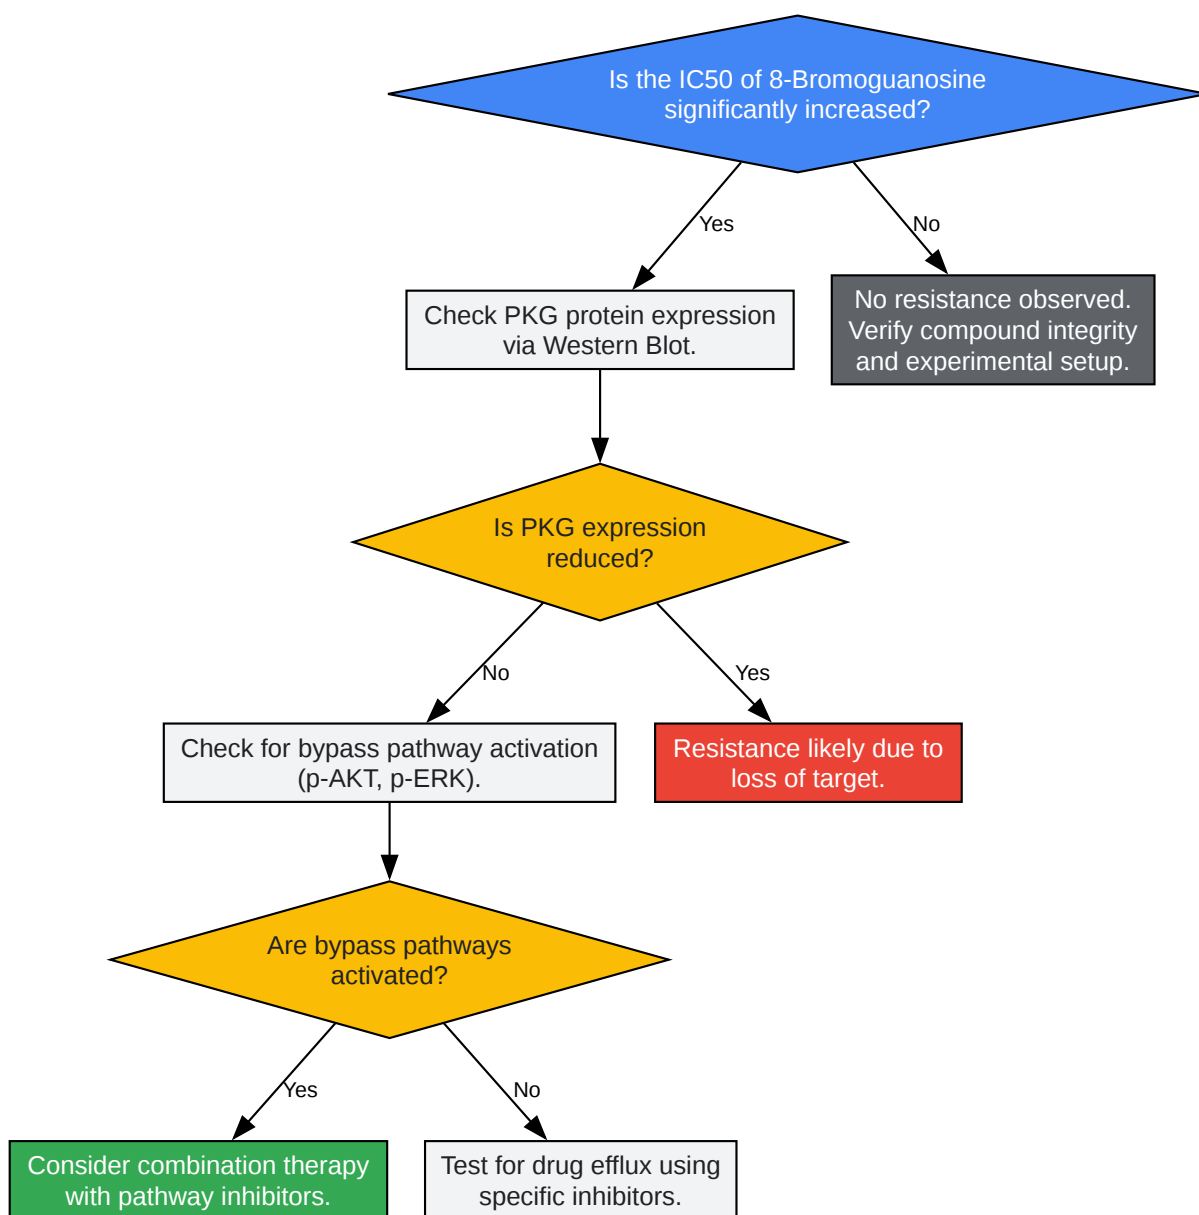 Is the IC50 of 8-Bromoguanosine
significantly increased?
Yes
No
Check PKG protein expression
via Western Blot.
No resistance observed.
Verify compound integrity
and experimental setup.
Is PKG expression
reduced?
No
Yes
Check for bypass pathway activation
(p-AKT, p-ERK).
Resistance likely due to
loss of target.
Are bypass pathways
activated?
Yes
No
Consider combination therapy
with pathway inhibitors.
Test for drug efflux using
specific inhibitors.